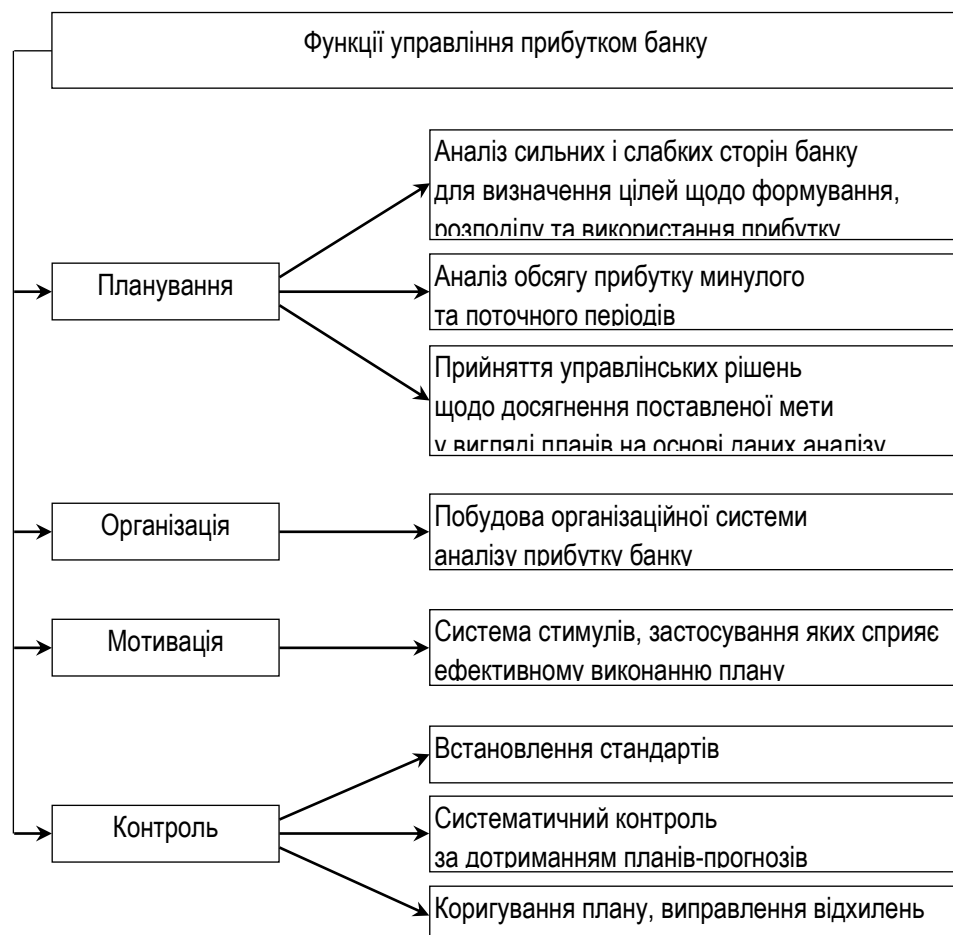 Функції управління прибутком банку
Аналіз сильних і слабких сторін банку
для визначення цілей щодо формування,
розподілу та використання прибутку
Планування
Аналіз обсягу прибутку минулого
та поточного періодів
Прийняття управлінських рішень
щодо досягнення поставленої мети
у вигляді планів на основі даних аналізу
Організація
Побудова організаційної системи
аналізу прибутку банку
Мотивація
Система стимулів, застосування яких сприяє
ефективному виконанню плану
Встановлення стандартів
Контроль
Систематичний контроль
за дотриманням планів-прогнозів
Коригування плану, виправлення відхилень